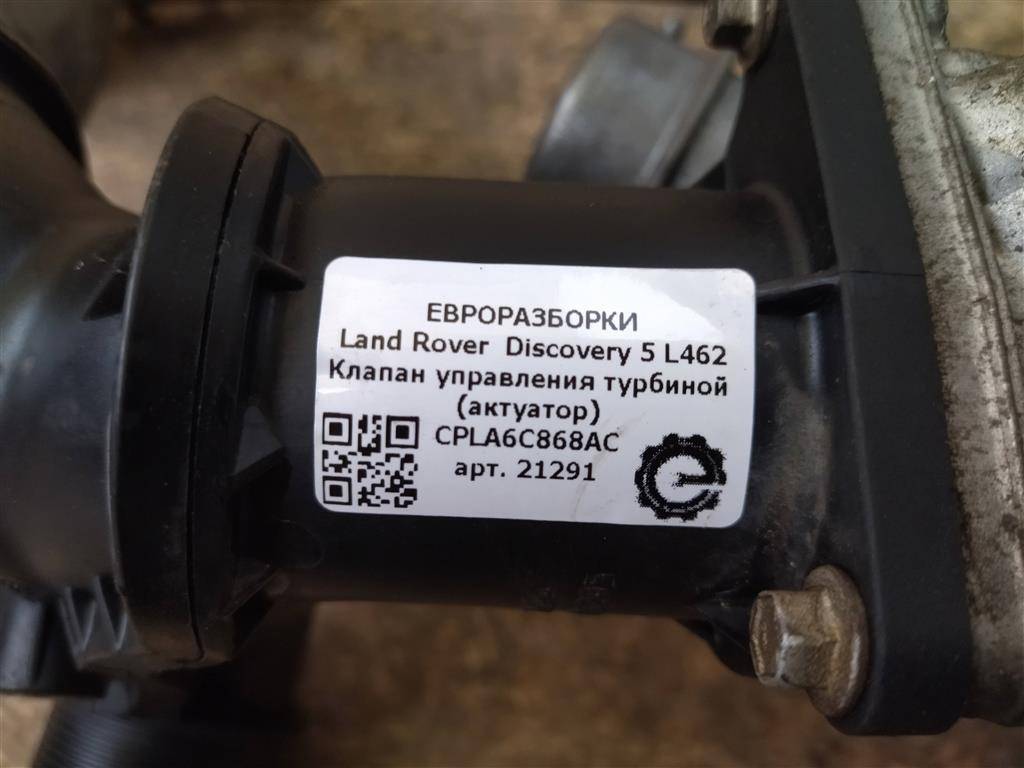 ЕВРОРАЗБОРКИ
Land Rover Discovery 5 L462
Клапан управления турбиной
(актуатор)
CPLA6C868AC
арт. 21291